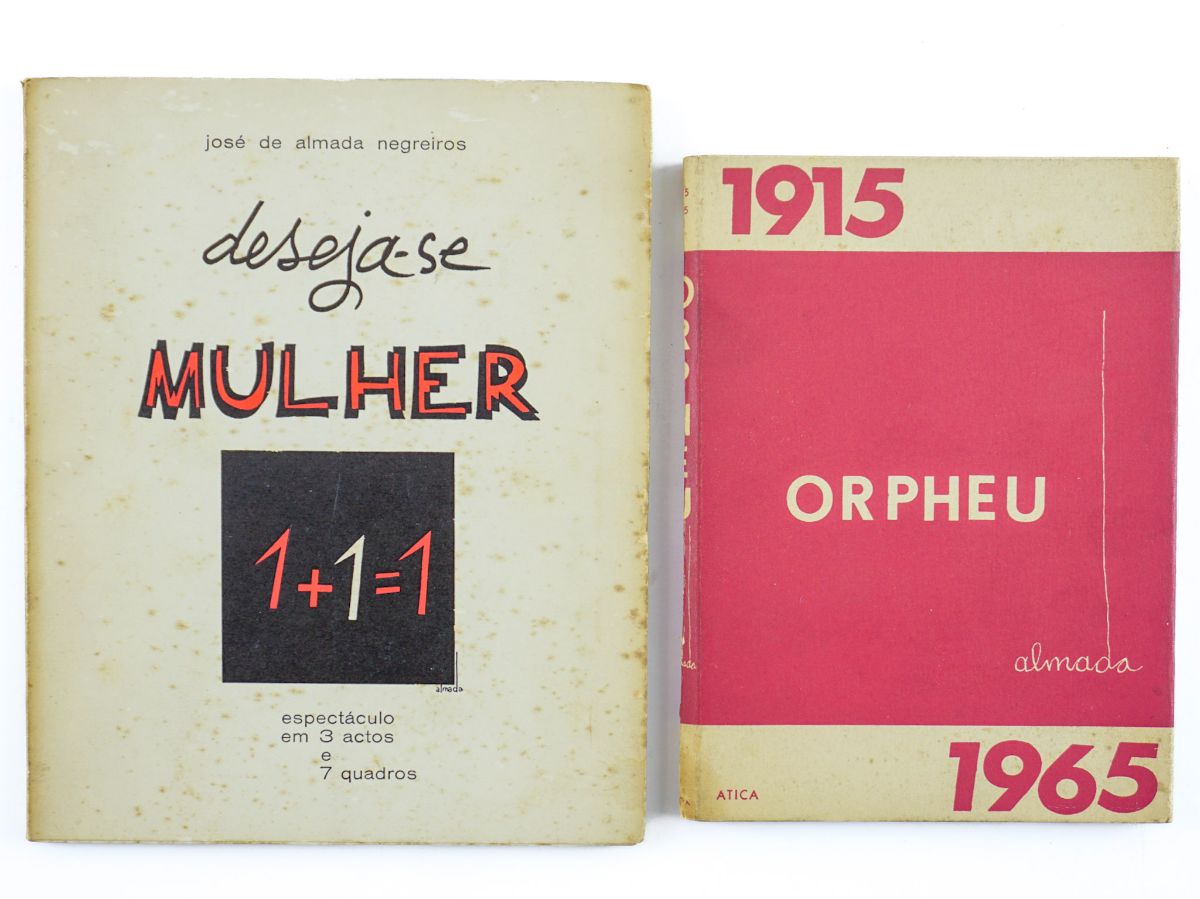 josé de almada negreiros
deseja-se
MULHER
1+1=1
almada
espectáculo
em 3 actos
e
7 quadros
1915
ORPHEU
almada
1965
ATICA
ORPHEU